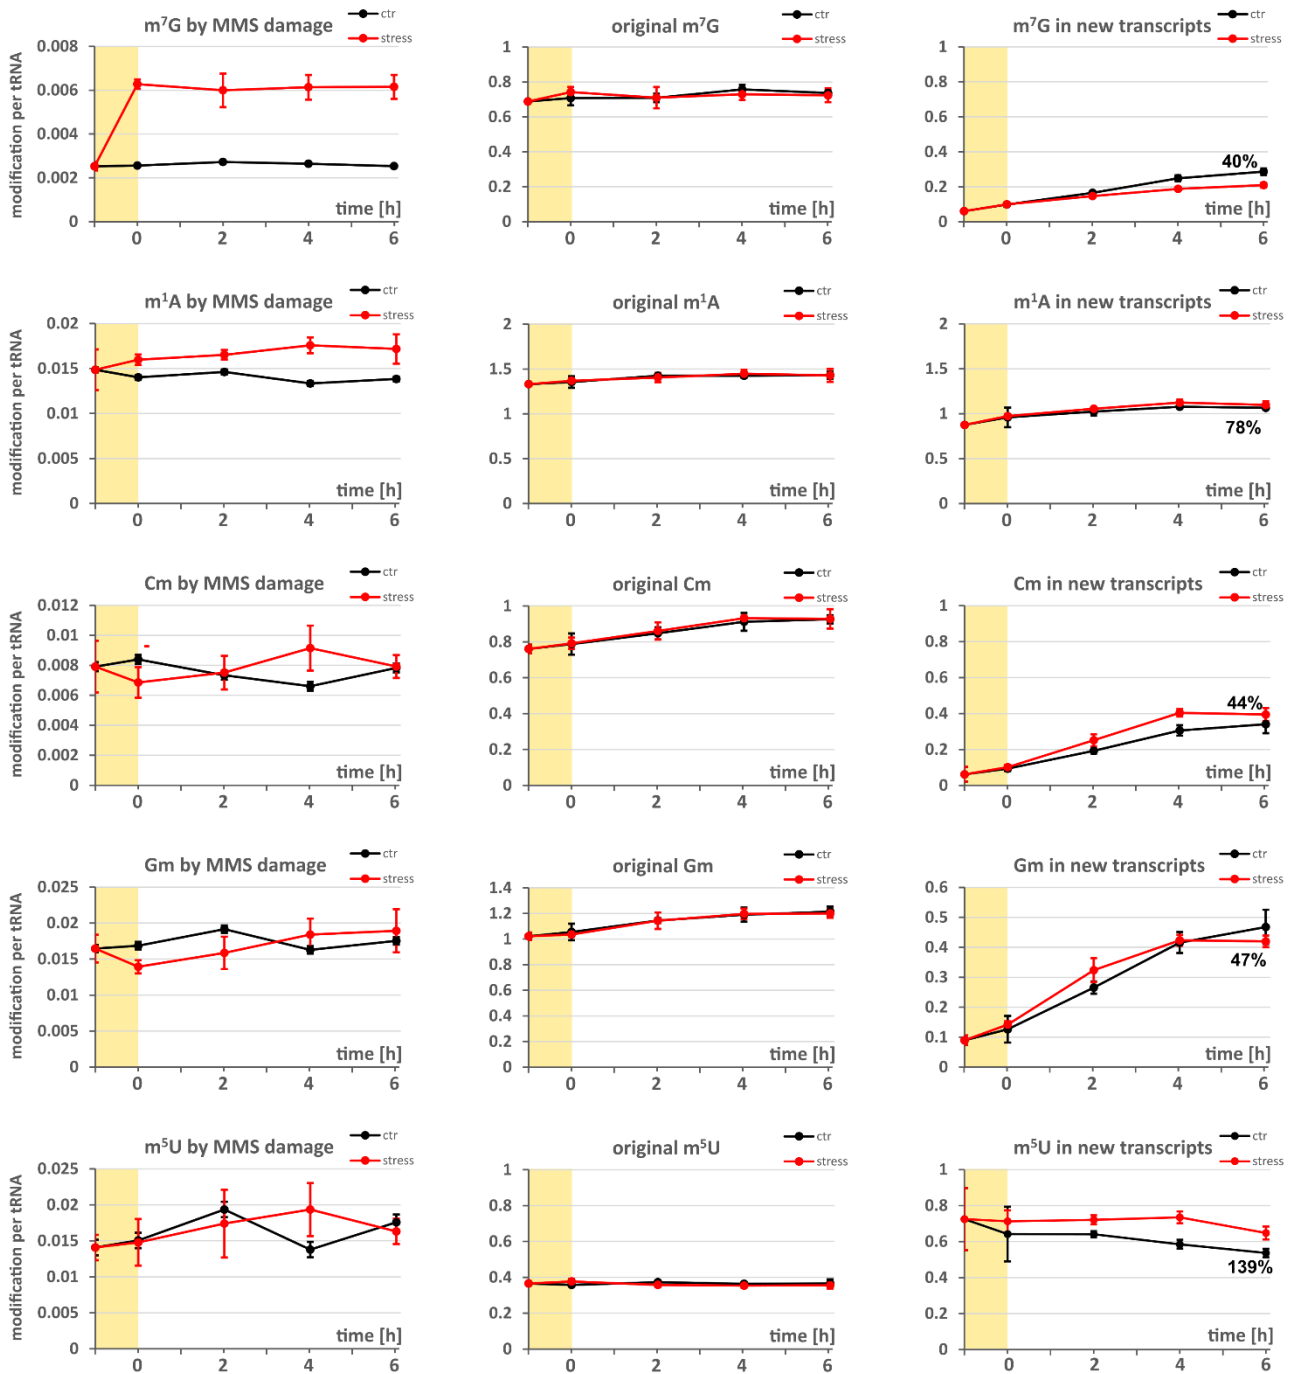 m⁷G by MMS damage
ctr
stress
modification per tRNA
0.008
0.006
0.004
0.002
0
time [h]
0 2 4 6
original m⁷G
ctr
stress
1
0.8
0.6
0.4
0.2
0
time [h]
0 2 4 6
m⁷G in new transcripts
ctr
stress
1
0.8
0.6
0.4
0.2
0
40%
time [h]
0 2 4 6
m¹A by MMS damage
ctr
stress
modification per tRNA
0.02
0.015
0.01
0.005
0
time [h]
0 2 4 6
original m¹A
ctr
stress
2
1.5
1
0.5
0
time [h]
0 2 4 6
m¹A in new transcripts
ctr
stress
2
1.5
1
0.5
0
78%
time [h]
0 2 4 6
Cm by MMS damage
ctr
stress
modification per tRNA
0.012
0.01
0.008
0.006
0.004
0.002
0
time [h]
0 2 4 6
original Cm
ctr
stress
1
0.8
0.6
0.4
0.2
0
time [h]
0 2 4 6
Cm in new transcripts
ctr
stress
1
0.8
0.6
0.4
0.2
0
44%
time [h]
0 2 4 6
Gm by MMS damage
ctr
stress
modification per tRNA
0.025
0.02
0.015
0.01
0.005
0
time [h]
0 2 4 6
original Gm
ctr
stress
1.4
1.2
1
0.8
0.6
0.4
0.2
0
time [h]
0 2 4 6
Gm in new transcripts
ctr
stress
0.6
0.5
0.4
0.3
0.2
0.1
0
47%
time [h]
0 2 4 6
m⁵U by MMS damage
ctr
stress
modification per tRNA
0.025
0.02
0.015
0.01
0.005
0
time [h]
0 2 4 6
original m⁵U
ctr
stress
1
0.8
0.6
0.4
0.2
0
time [h]
0 2 4 6
m⁵U in new transcripts
ctr
stress
1
0.8
0.6
0.4
0.2
0
139%
time [h]
0 2 4 6